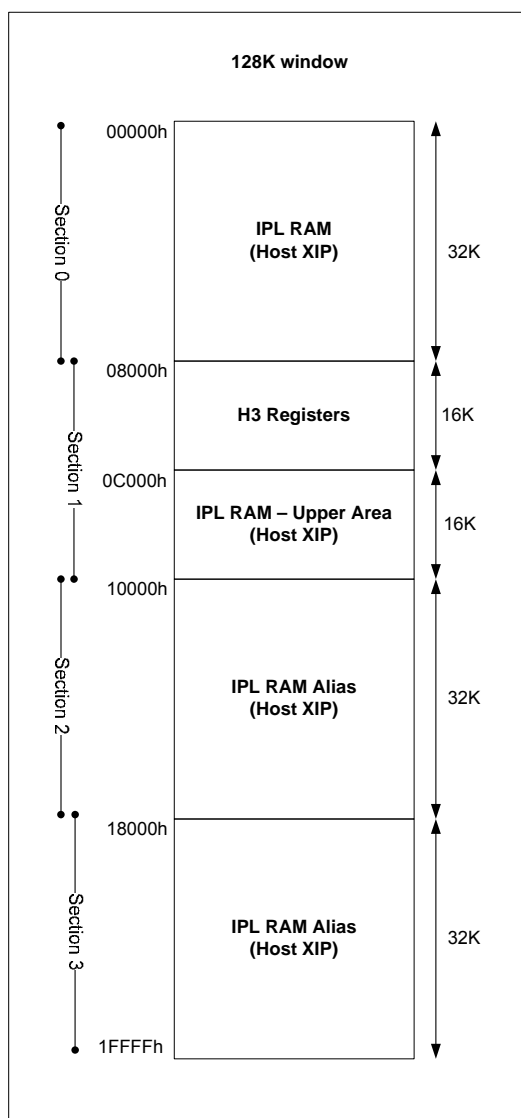 128K window
00000h
Section 0
IPL RAM
(Host XIP)
32K
08000h
Section 1
H3 Registers
16K
0C000h
IPL RAM – Upper Area
(Host XIP)
16K
10000h
Section 2
IPL RAM Alias
(Host XIP)
32K
18000h
Section 3
IPL RAM Alias
(Host XIP)
32K
1FFFFh